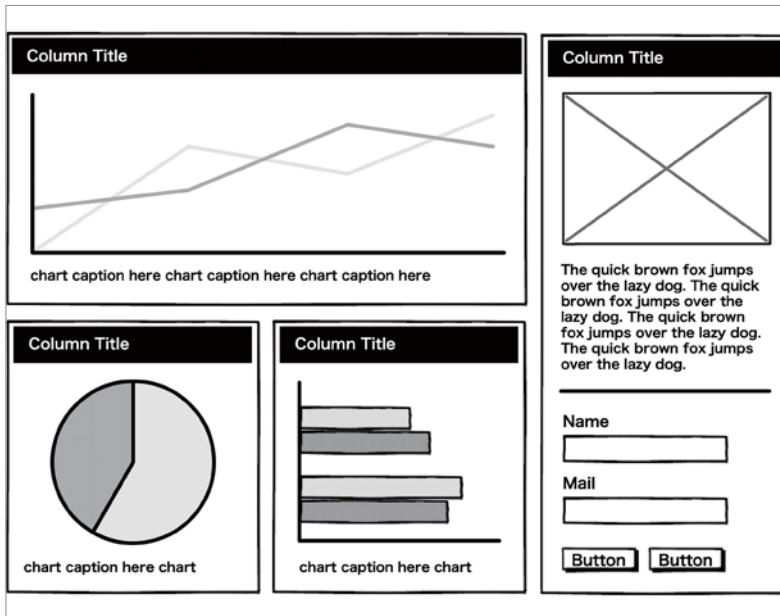 Column Title
chart caption here chart caption here chart caption here
Column Title
chart caption here chart
Column Title
chart caption here chart
Column Title
The quick brown fox jumps
over the lazy dog. The quick
brown fox jumps over the
lazy dog. The quick brown
fox jumps over the lazy dog.
The quick brown fox jumps
over the lazy dog.
Name
Mail
Button Button